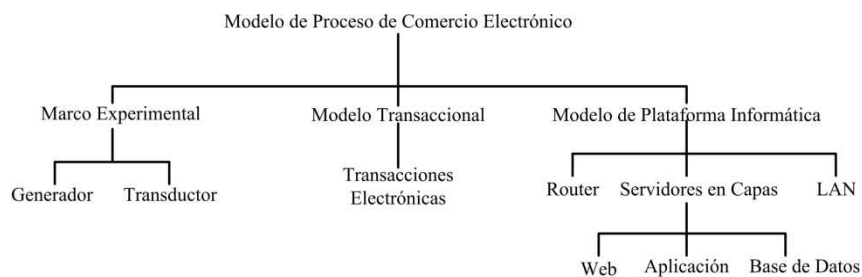 Modelo de Proceso de Comercio Electrónico
Marco Experimental
Modelo Transaccional
Modelo de Plataforma Informática
Generador
Transductor
Transacciones
Electrónicas
Router
Servidores en Capas
LAN
Web
Aplicación
Base de Datos